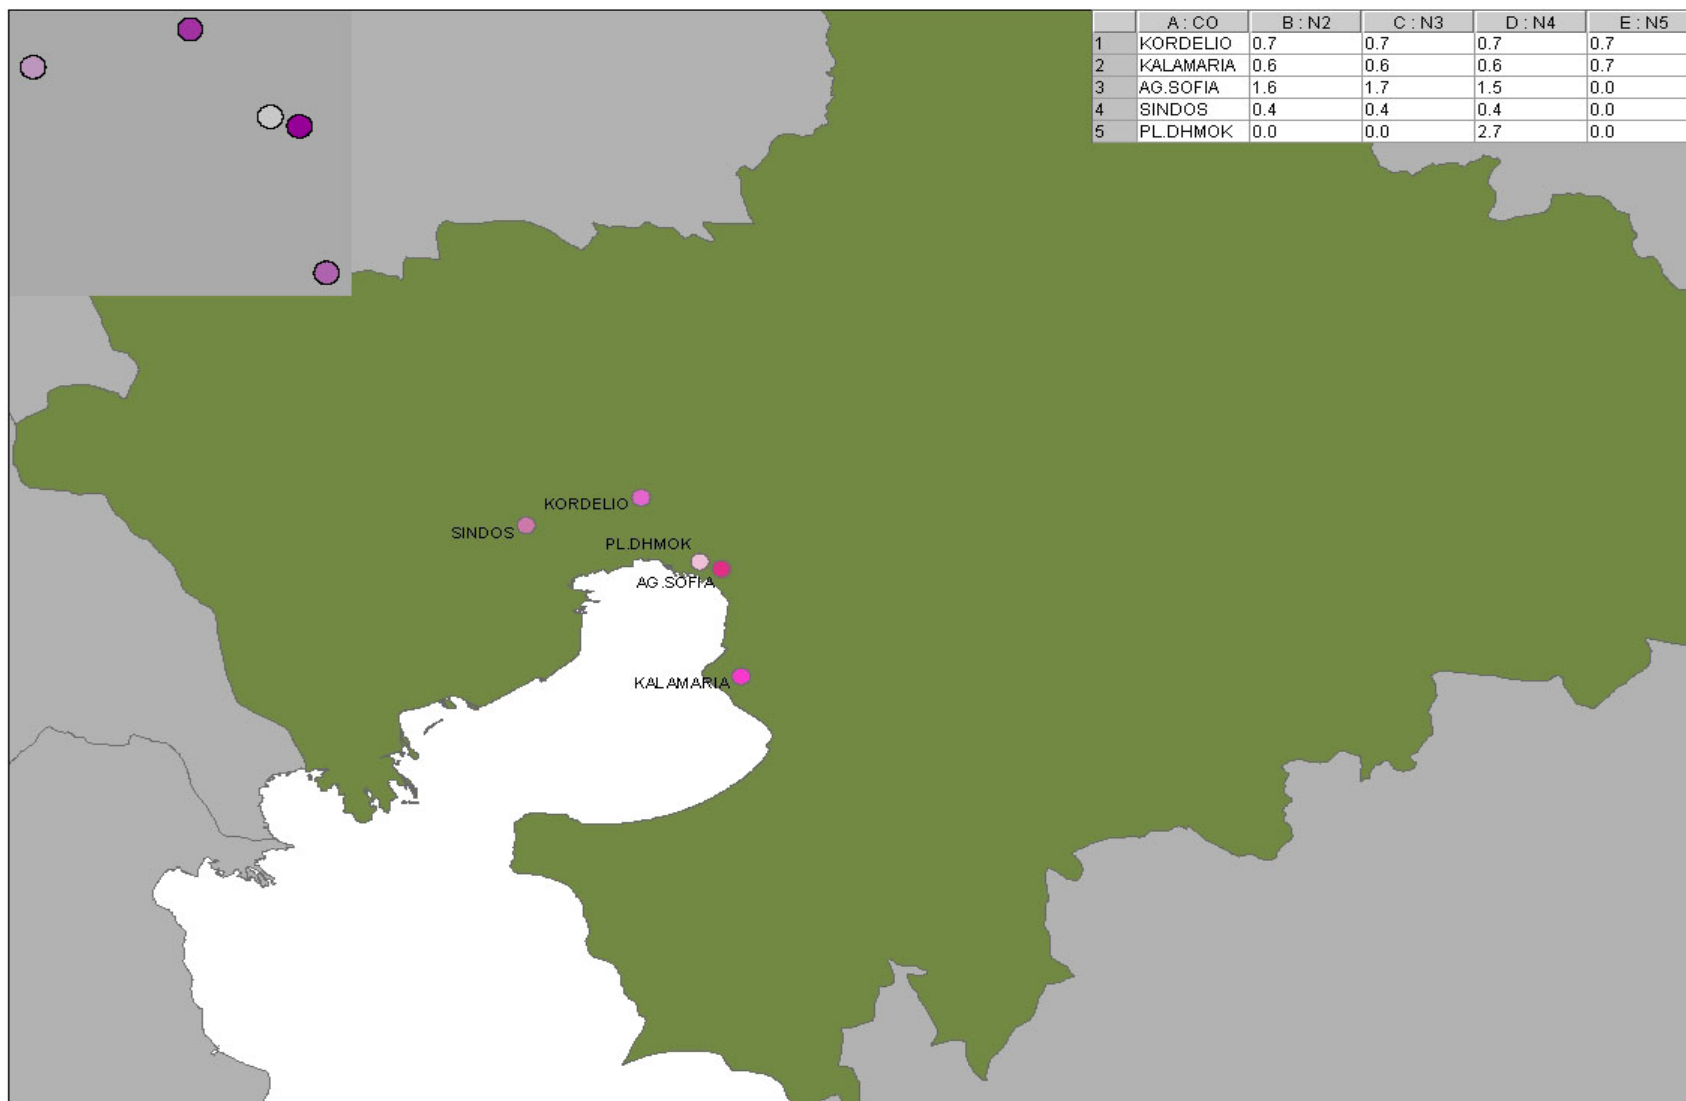 A : CO B : N2 C : N3 D : N4 E : N5
1 KORDELIO 0.7 0.7 0.7 0.7
2 KALAMARIA 0.6 0.6 0.6 0.7
3 AG.SOFIA 1.6 1.7 1.5 0.0
4 SINDOS 0.4 0.4 0.4 0.0
5 PL.DHMOK 0.0 0.0 2.7 0.0
KORDELIO
SINDOS
PL.DHMOK
AG.SOFIA
KALAMARIA